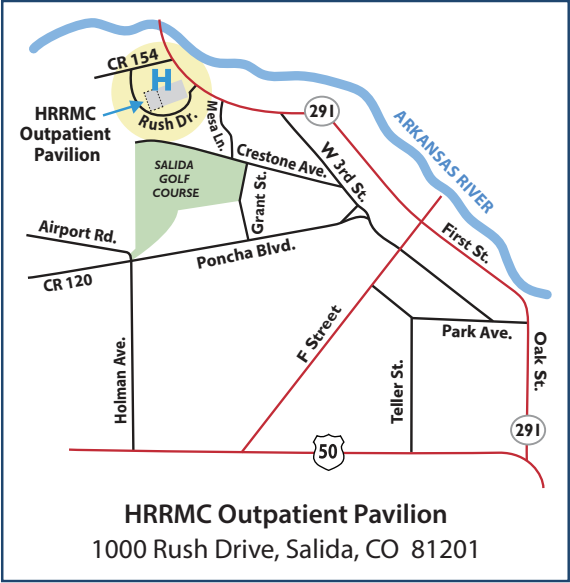 CR 154
H
HRRMC
Outpatient
Pavilion
Rush Dr.
Mesa Ln.
291
ARKANSAS RIVER
SALIDA
GOLF
COURSE
Crestone Ave.
W 3rd St.
Grant St.
Airport Rd.
Poncha Blvd.
First St.
CR 120
F Street
Park Ave.
Oak St.
Holman Ave.
Teller St.
291
50
HRRMC Outpatient Pavilion
1000 Rush Drive, Salida, CO 81201